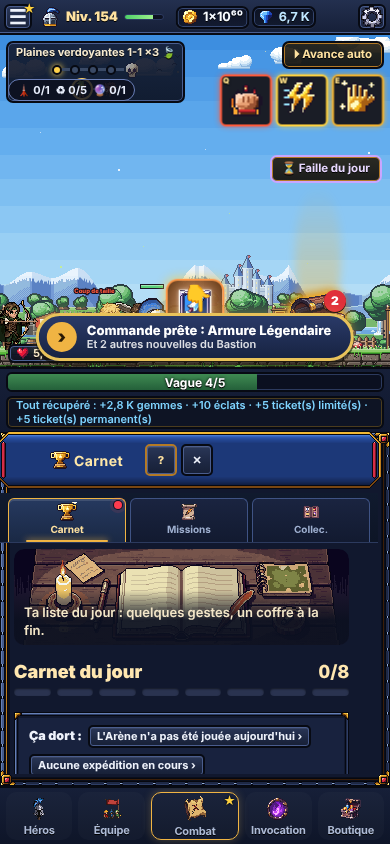 Niv. 154
1×10⁶⁰
6,7 K
Plaines verdoyantes 1-1 ×3
0/1
0/5
0/1
Avance auto
Q
W
E
Faille du jour
Coup de taille
2
Commande prête : Armure Légendaire
Et 2 autres nouvelles du Bastion
Vague 4/5
Tout récupéré : +2,8 K gemmes · +10 éclats · +5 ticket(s) limité(s) ·
+5 ticket(s) permanent(s)
Carnet
?
×
Carnet
Missions
Collec.
Ta liste du jour : quelques gestes, un coffre à la
fin.
Carnet du jour
0/8
Ça dort :
L'Arène n'a pas été jouée aujourd'hui ›
Aucune expédition en cours ›
Héros
Équipe
Combat
Invocation
Boutique